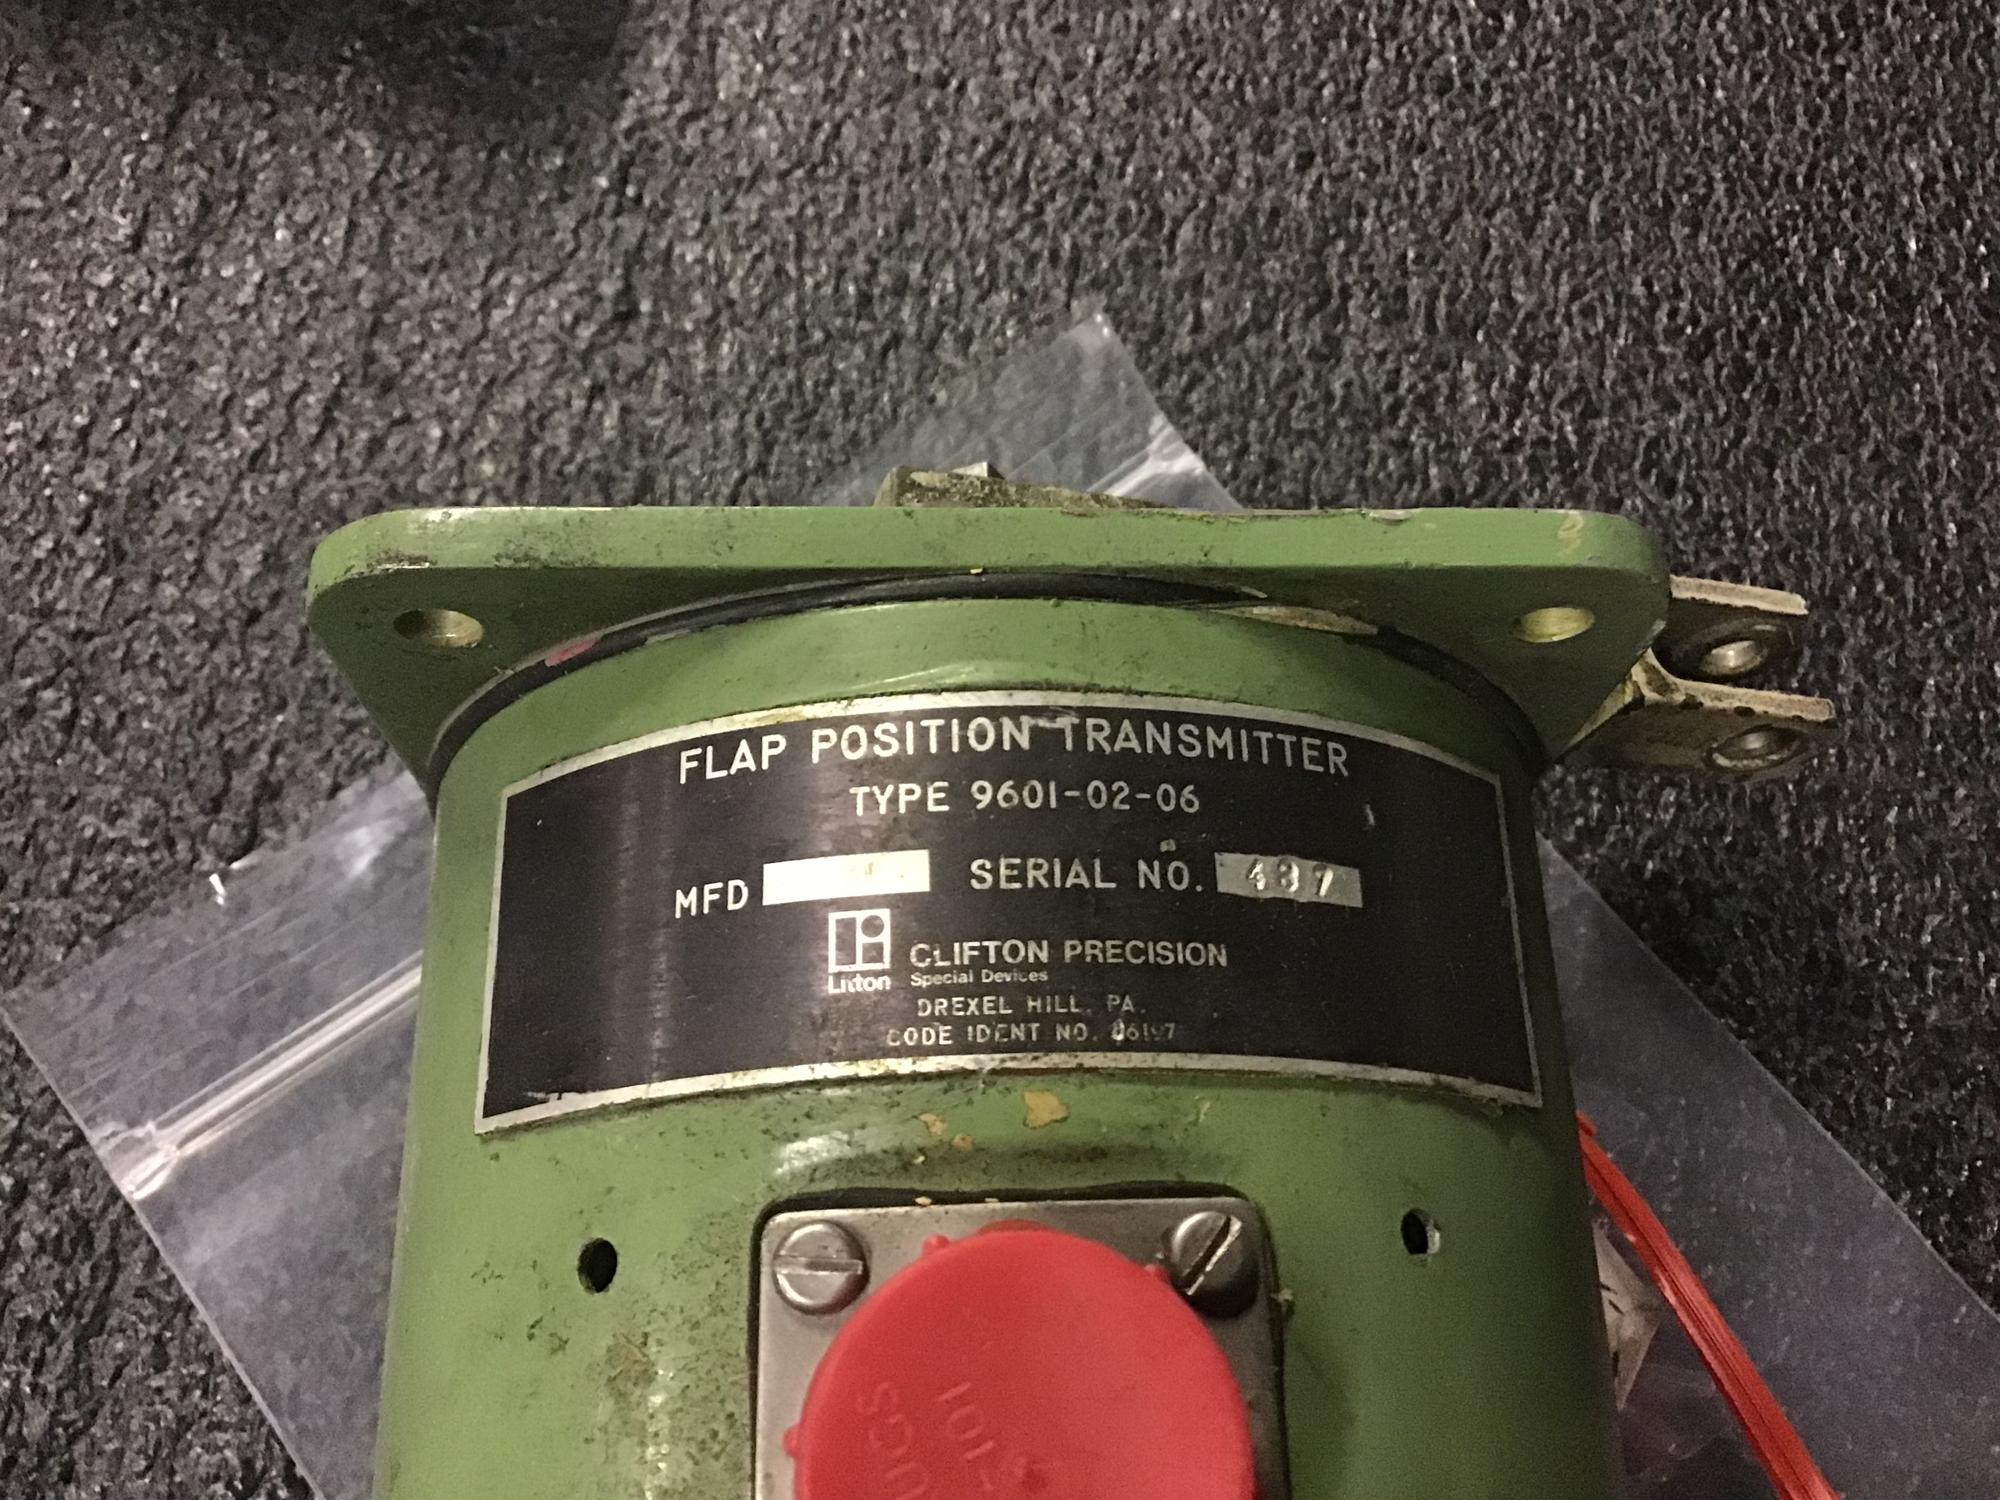 FLAP POSITION TRANSMITTER
TYPE 9601-02-06
MFD SERIAL NO. 437
Litton CLIFTON PRECISION
Special Devices
DREXEL HILL, PA.
CODE IDENT NO.